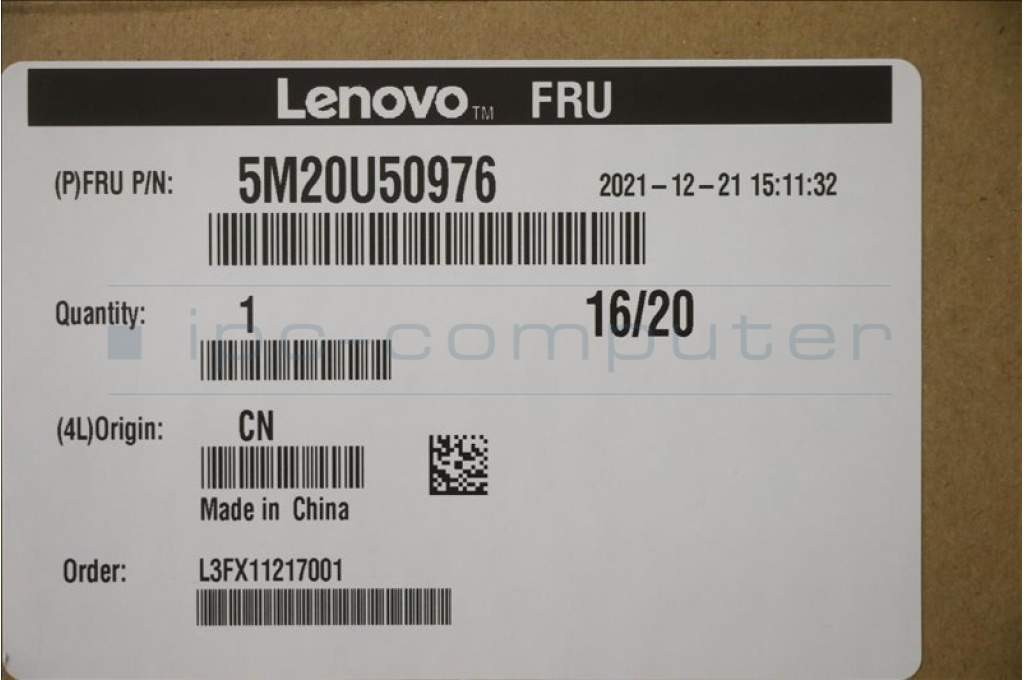 Lenovo™ FRU
(P)FRU P/N: 5M20U50976 2021-12-21 15:11:32
Quantity: 1 16/20
ipc-computer
(4L)Origin: CN
Made in China
Order: L3FX11217001